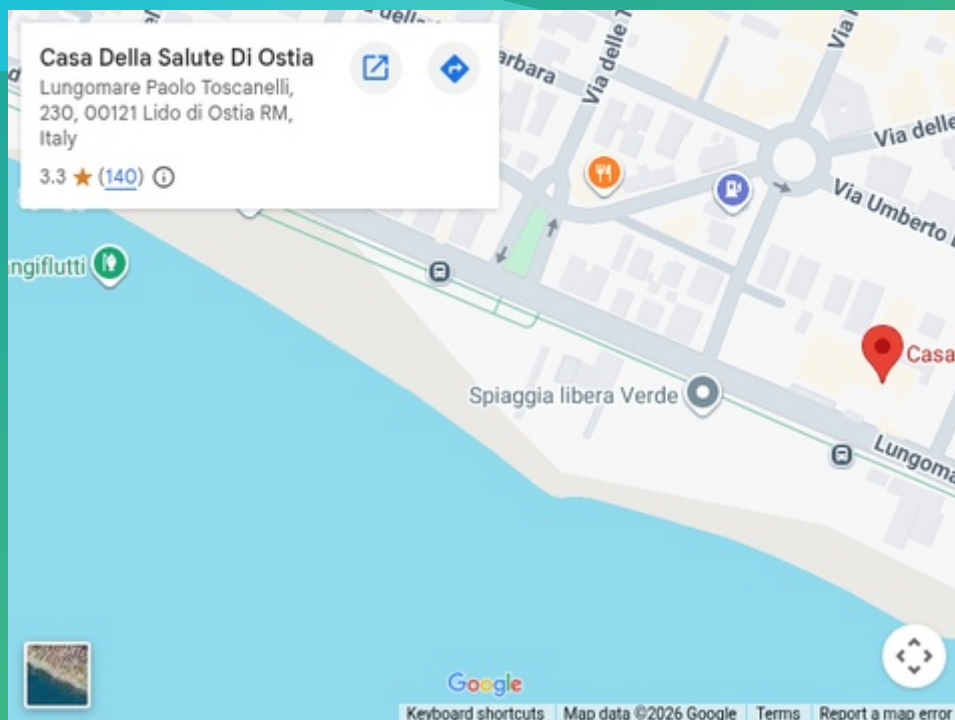 Casa Della Salute Di Ostia
Lungomare Paolo Toscanelli,
230, 00121 Lido di Ostia RM,
Italy
3.3 ★ (140)
della
arbara
Via delle T
Via
Via delle
Via Umberto
ngiflutti
Casa
Spiaggia libera Verde
Lungoma
Google
Keyboard shortcuts
Map data ©2026 Google
Terms
Report a map error